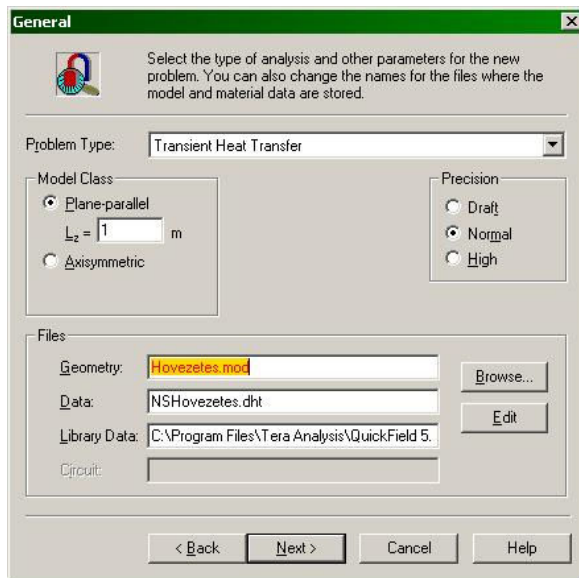 General
Select the type of analysis and other parameters for the new
problem. You can also change the names for the files where the
model and material data are stored.
Problem Type: Transient Heat Transfer
Model Class
Plane-parallel
Lz = 1 m
Axisymmetric
Precision
Draft
Normal
High
Files
Geometry: Hovezetes.mod
Browse...
Data: NSHovezetes.dht
Edit
Library Data: C:\Program Files\Tera Analysis\QuickField 5.
Circuit:
< Back Next > Cancel Help